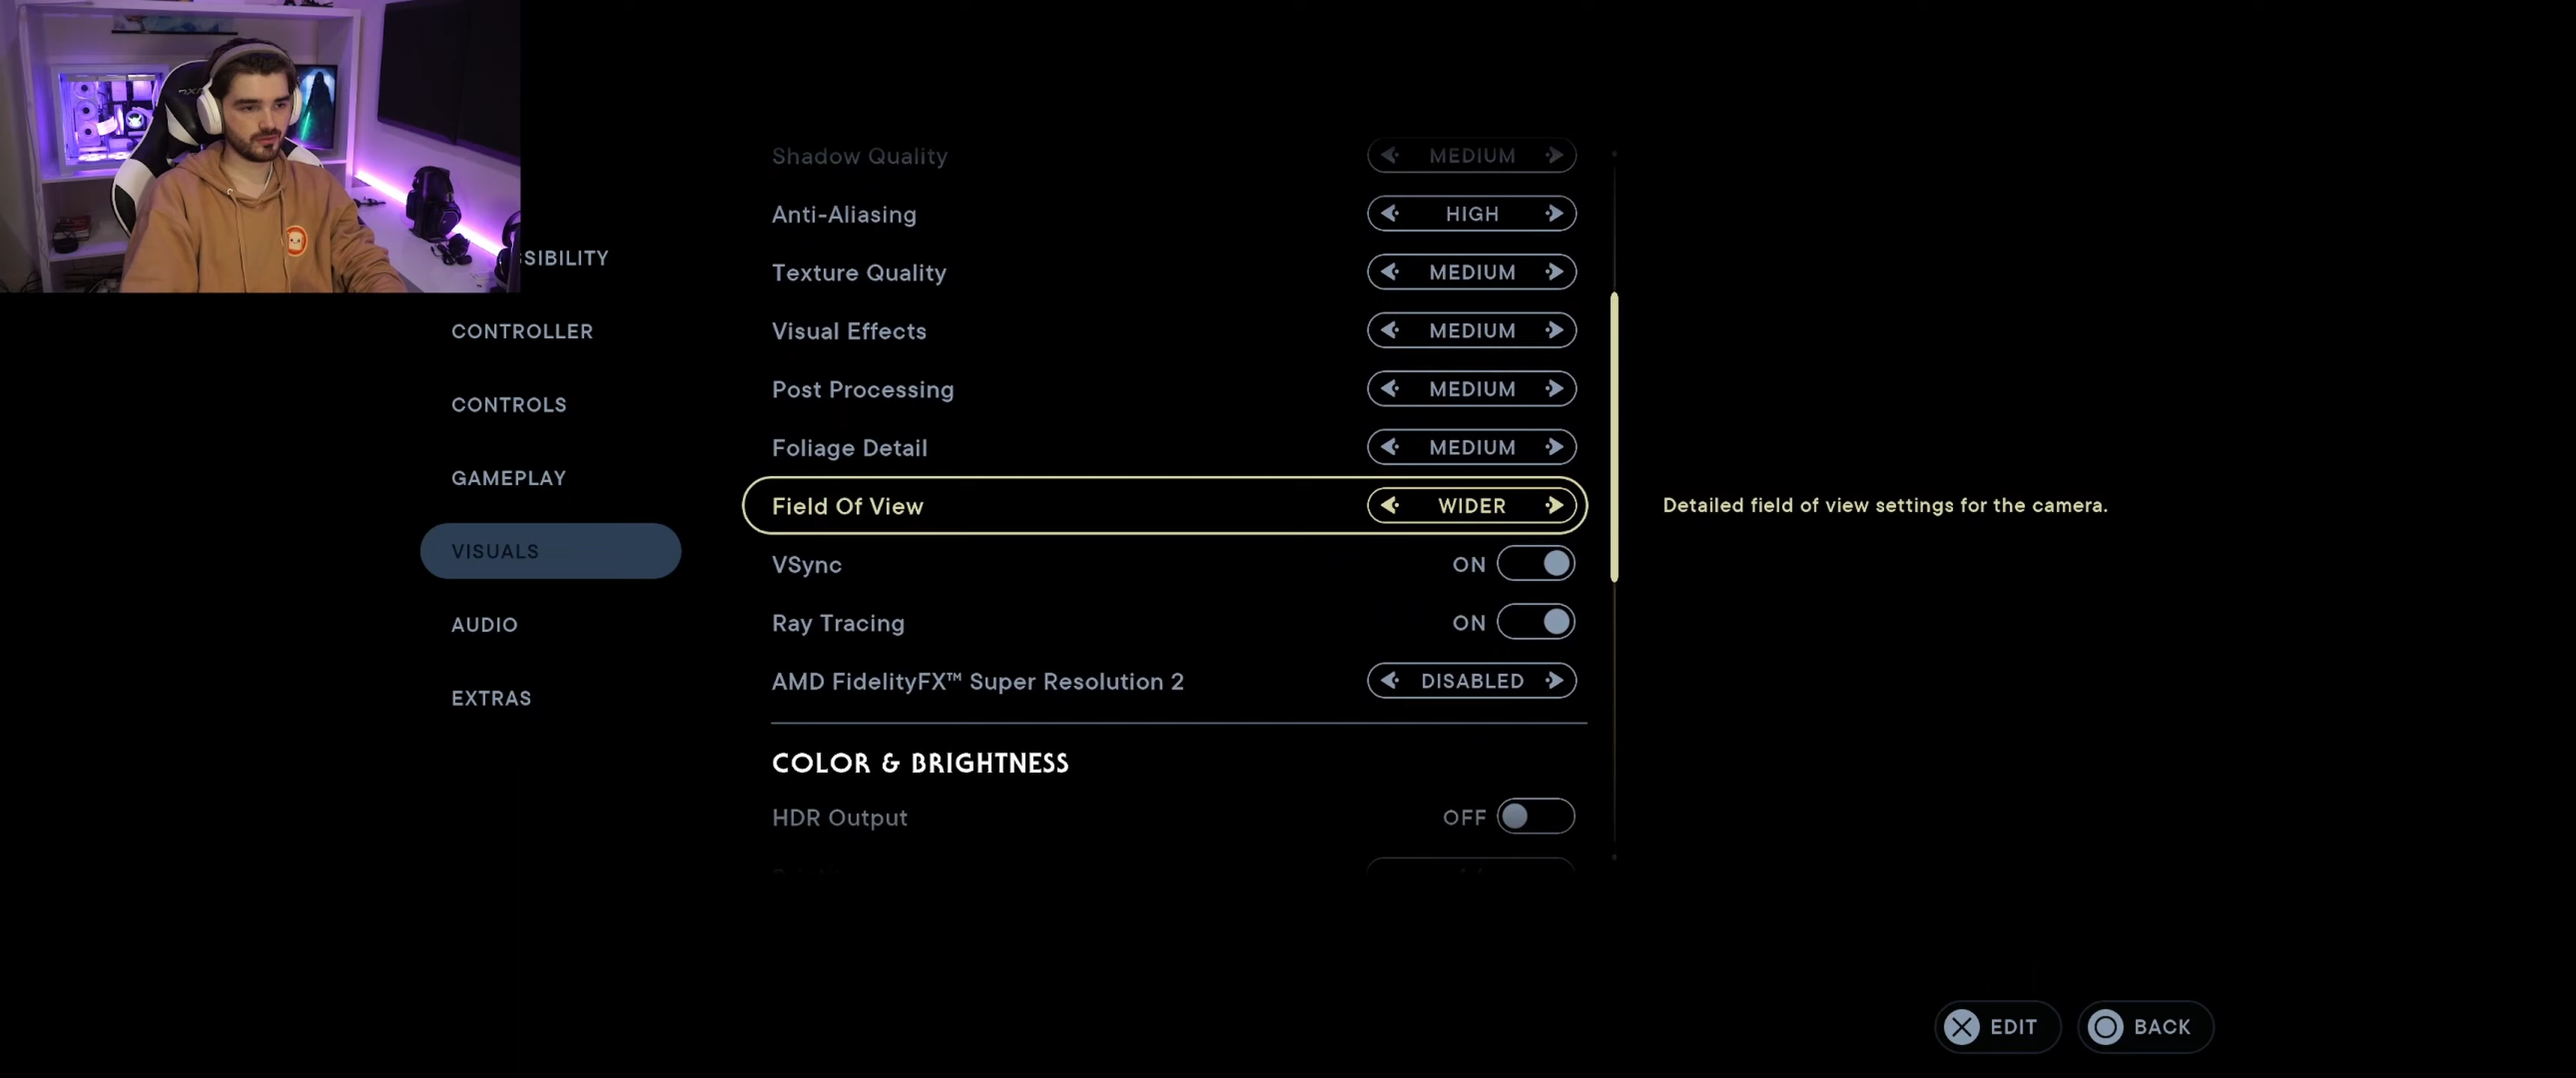 Shadow Quality MEDIUM
Anti-Aliasing HIGH
SIBILITY
Texture Quality MEDIUM
CONTROLLER
Visual Effects MEDIUM
CONTROLS
Post Processing MEDIUM
GAMEPLAY
Foliage Detail MEDIUM
Field Of View WIDER
Detailed field of view settings for the camera.
VISUALS
VSync ON
AUDIO
Ray Tracing ON
EXTRAS
AMD FidelityFX™ Super Resolution 2 DISABLED
COLOR & BRIGHTNESS
HDR Output OFF
EDIT BACK